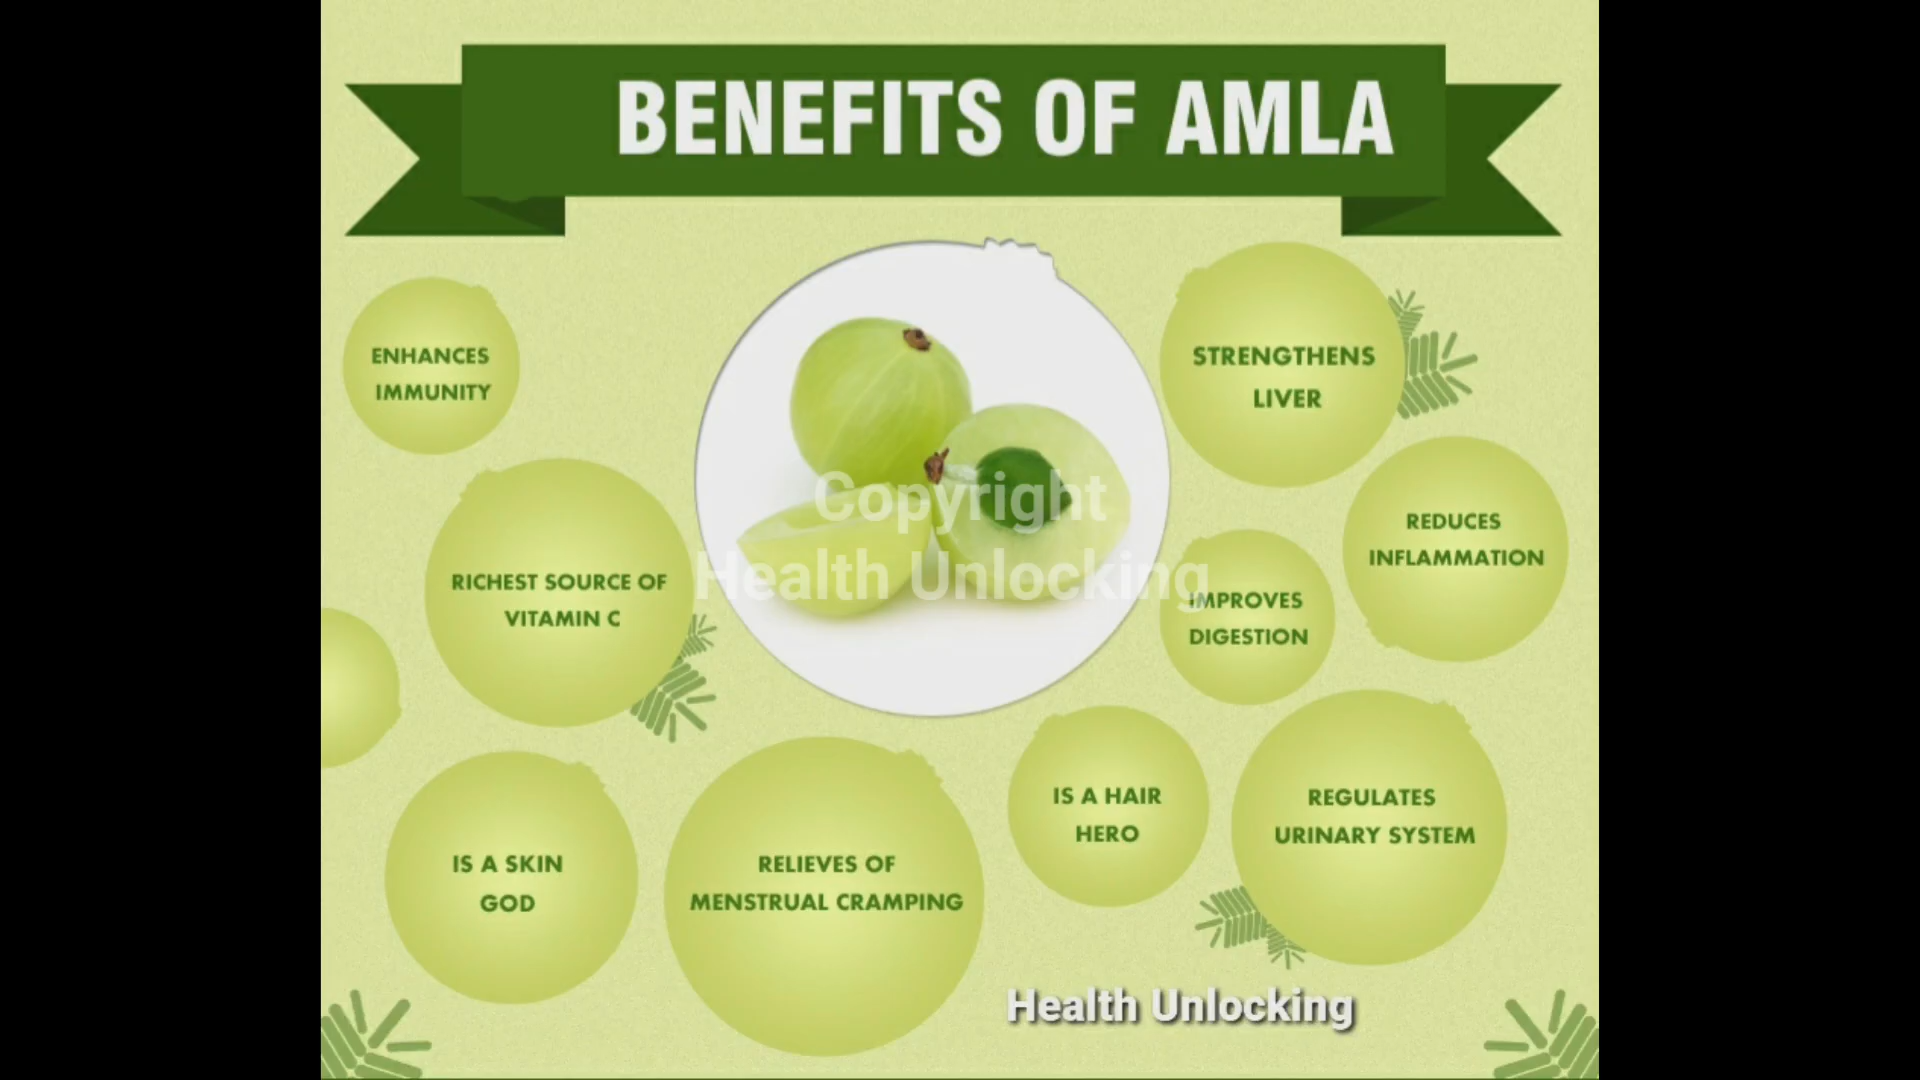 BENEFITS OF AMLA
ENHANCES
IMMUNITY
STRENGTHENS
LIVER
RICHEST SOURCE OF
VITAMIN C
Copyright
Health Unlocking
REDUCES
INFLAMMATION
IMPROVES
DIGESTION
IS A SKIN
GOD
RELIEVES OF
MENSTRUAL CRAMPING
IS A HAIR
HERO
REGULATES
URINARY SYSTEM
Health Unlocking